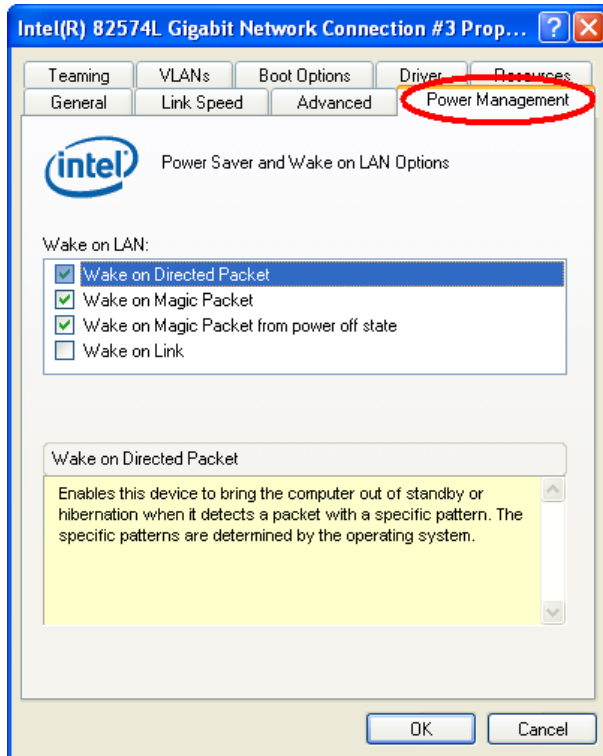 Intel(R) 82574L Gigabit Network Connection #3 Prop...
Teaming VLANs Boot Options Driver Resources
General Link Speed Advanced Power Management
intel Power Saver and Wake on LAN Options
Wake on LAN:
Wake on Directed Packet
Wake on Magic Packet
Wake on Magic Packet from power off state
Wake on Link
Wake on Directed Packet
Enables this device to bring the computer out of standby or
hibernation when it detects a packet with a specific pattern. The
specific patterns are determined by the operating system.
OK Cancel